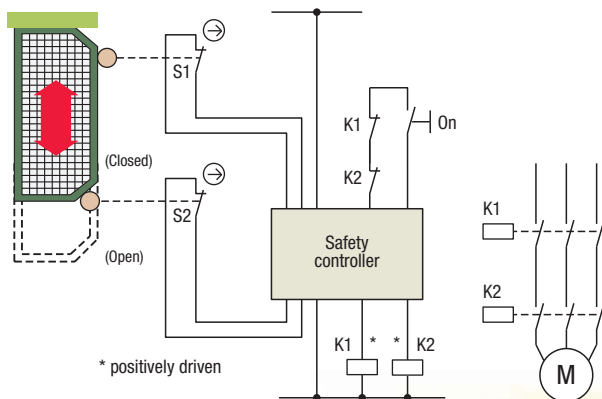 S1
K1
On
(Closed)
K2
K1
S2
Safety
controller
(Open)
K2
* positively driven
K1 * * K2
M